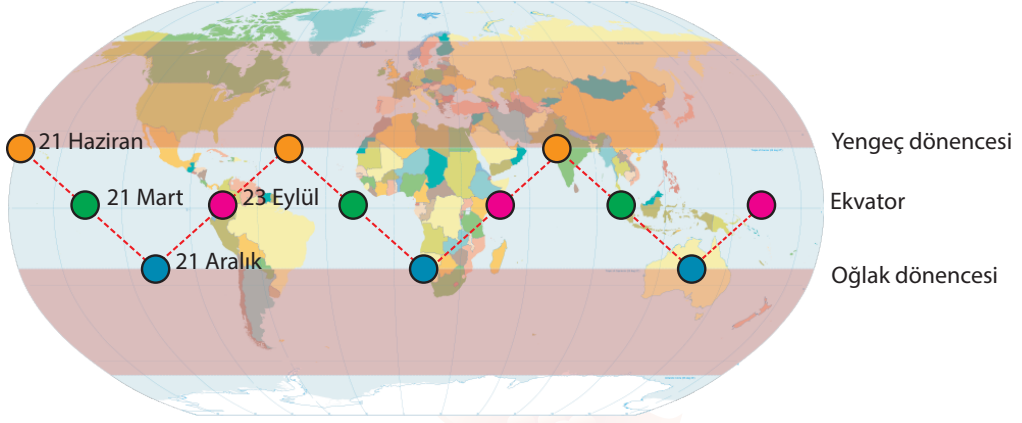 21 Haziran
Yengeç dönencesi
21 Mart
23 Eylül
Ekvator
21 Aralık
Oğlak dönencesi